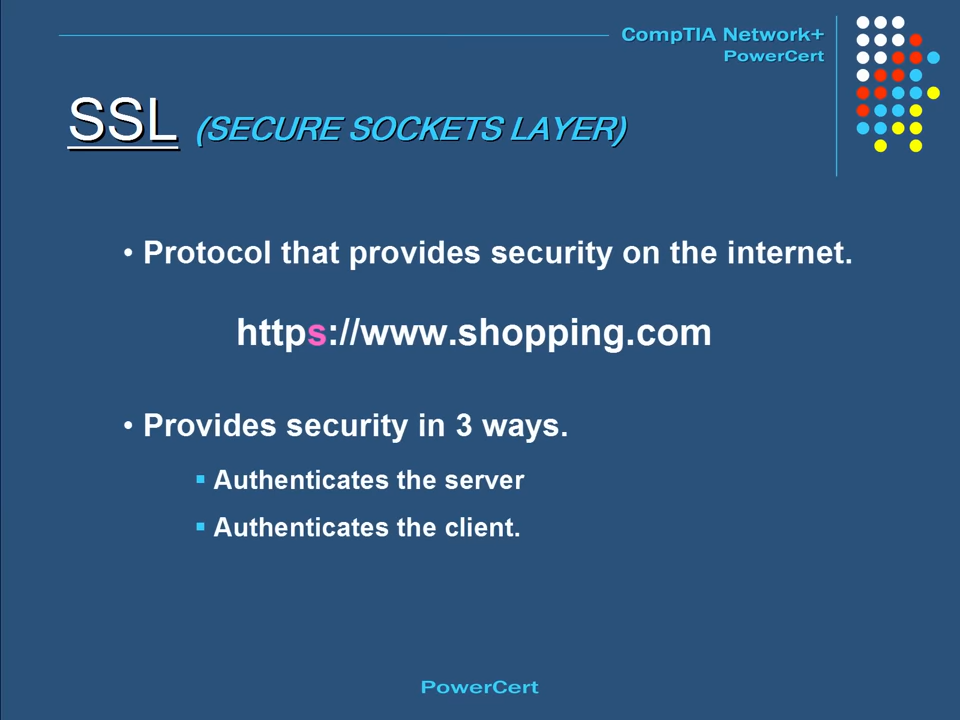 CompTIA Network+
PowerCert
SSL (SECURE SOCKETS LAYER)
• Protocol that provides security on the internet.
https://www.shopping.com
• Provides security in 3 ways.
▪ Authenticates the server
▪ Authenticates the client.
PowerCert